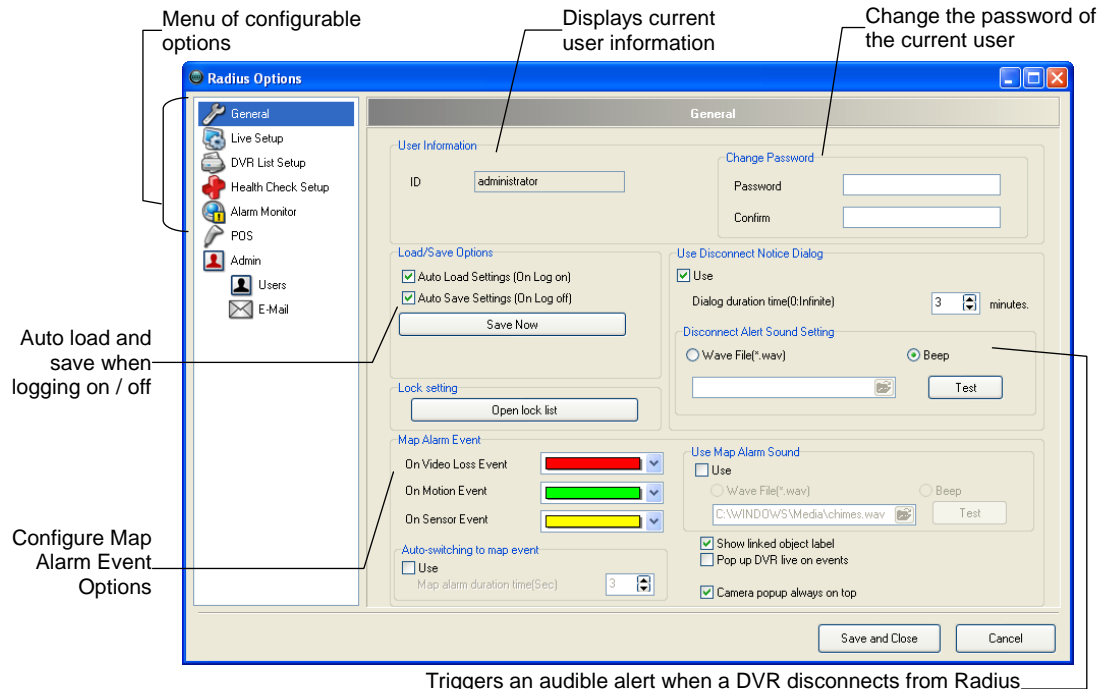 Menu of configurable
options
Displays current
user information
Change the password of
the current user
Radius Options
General
Live Setup
DVR List Setup
Health Check Setup
Alarm Monitor
POS
Admin
Users
E-Mail
General
User Information
ID
administrator
Change Password
Password
Confirm
Load/Save Options
Auto Load Settings (On Log on)
Auto Save Settings (On Log off)
Save Now
Use Disconnect Notice Dialog
Use
Dialog duration time(0:Infinite)
3
minutes.
Disconnect Alert Sound Setting
Wave File(*.wav)
Beep
Test
Lock setting
Open lock list
Map Alarm Event
On Video Loss Event
On Motion Event
On Sensor Event
Auto-switching to map event
Use
Map alarm duration time(Sec)
3
Use Map Alarm Sound
Use
Wave File(*.wav)
Beep
C:\WINDOWS\Media\chimes.wav
Test
Show linked object label
Pop up DVR live on events
Camera popup always on top
Save and Close
Cancel
Auto load and
save when
logging on / off
Configure Map
Alarm Event
Options
Triggers an audible alert when a DVR disconnects from Radius